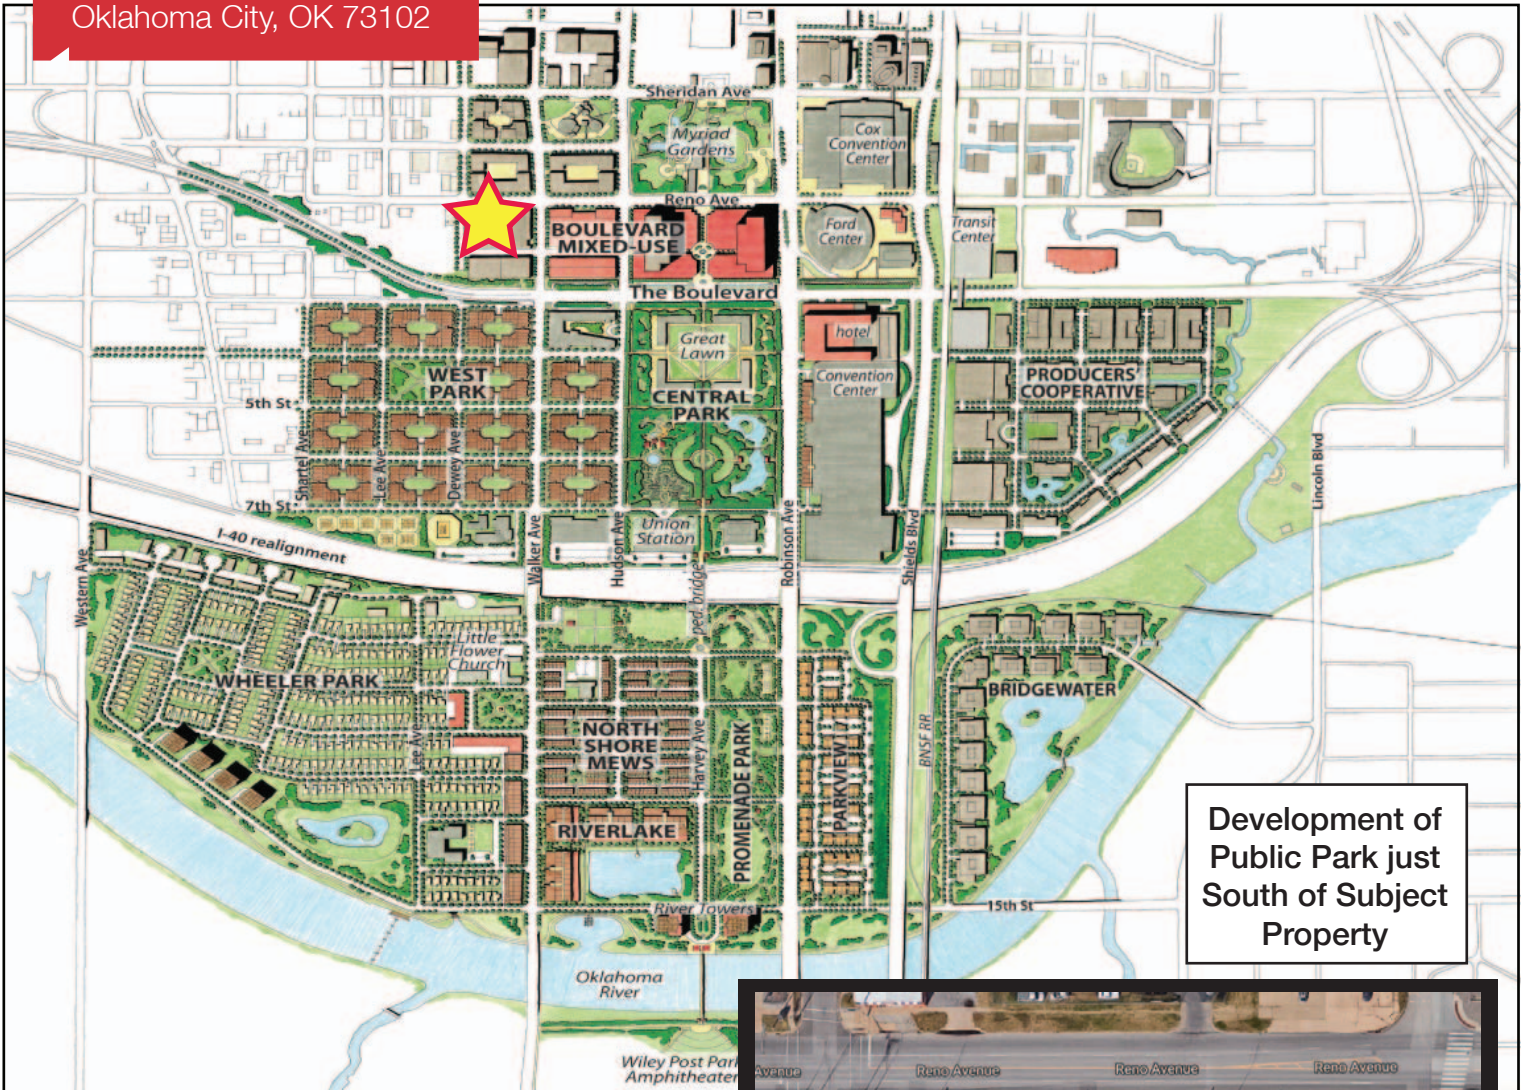 Oklahoma City, OK 73102
Sheridan Ave
Myriad
Gardens
Cox
Convention
Center
Reno Ave
BOULEVARD
MIXED-USE
Ford
Center
Transit
Center
The Boulevard
Great
Lawn
hotel
WEST
PARK
CENTRAL
PARK
Convention
Center
PRODUCERS'
COOPERATIVE
5th St
Shartel Ave
Lee Ave
Dewey Ave
7th St
Lincoln Blvd
I-40 realignment
Union
Station
Western Ave
Walker Ave
Hudson Ave
ped bridge
Robinson Ave
Shields Blvd
Little
Flower
Church
WHEELER PARK
BRIDGEWATER
NORTH
SHORE
MEWS
Lee Ave
Harvey Ave
PROMENADE PARK
PARKVIEW
BNSF RR
RIVERLAKE
River Towers
15th St
Development of
Public Park just
South of Subject
Property
Oklahoma
River
Wiley Post Park
Amphitheater
Avenue
Reno Avenue
Reno Avenue
Reno Avenue